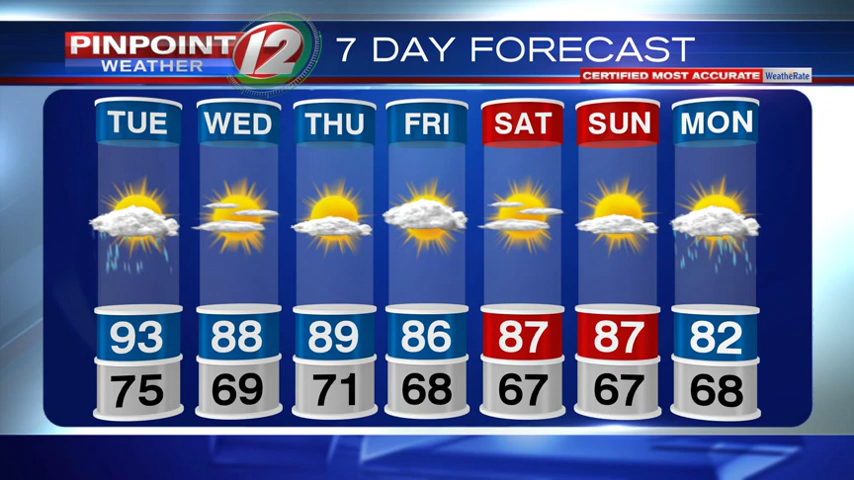 PINPOINT 12
WEATHER
7 DAY FORECAST
CERTIFIED MOST ACCURATE WeatheRate
TUE WED THU FRI SAT SUN MON
93 88 89 86 87 87 82
75 69 71 68 67 67 68